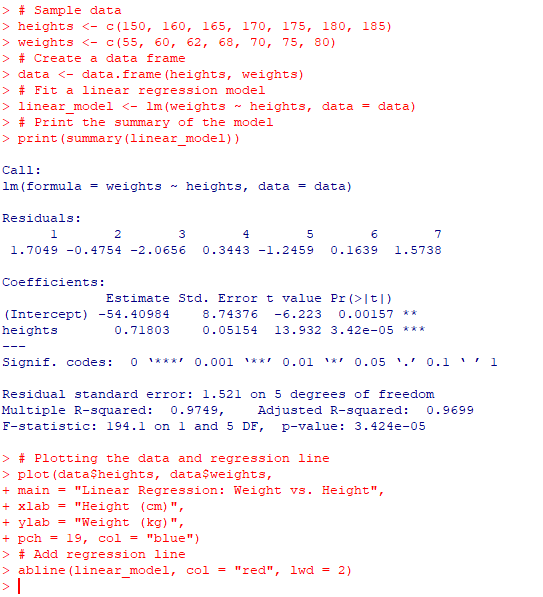 > # Sample data
> heights <- c(150, 160, 165, 170, 175, 180, 185)
> weights <- c(55, 60, 62, 68, 70, 75, 80)
> # Create a data frame
> data <- data.frame(heights, weights)
> # Fit a linear regression model
> linear_model <- lm(weights ~ heights, data = data)
> # Print the summary of the model
> print(summary(linear_model))
Call:
lm(formula = weights ~ heights, data = data)
Residuals:
1 2 3 4 5 6 7
1.7049 -0.4754 -2.0656 0.3443 -1.2459 0.1639 1.5738
Coefficients:
Estimate Std. Error t value Pr(>|t|)
(Intercept) -54.40984 8.74376 -6.223 0.00157 **
heights 0.71803 0.05154 13.932 3.42e-05 ***
---
Signif. codes: 0 ‘***’ 0.001 ‘**’ 0.01 ‘*’ 0.05 ‘.’ 0.1 ‘ ’ 1
Residual standard error: 1.521 on 5 degrees of freedom
Multiple R-squared: 0.9749, Adjusted R-squared: 0.9699
F-statistic: 194.1 on 1 and 5 DF, p-value: 3.424e-05
> # Plotting the data and regression line
> plot(data$heights, data$weights,
+ main = "Linear Regression: Weight vs. Height",
+ xlab = "Height (cm)",
+ ylab = "Weight (kg)",
+ pch = 19, col = "blue")
> # Add regression line
> abline(linear_model, col = "red", lwd = 2)
>